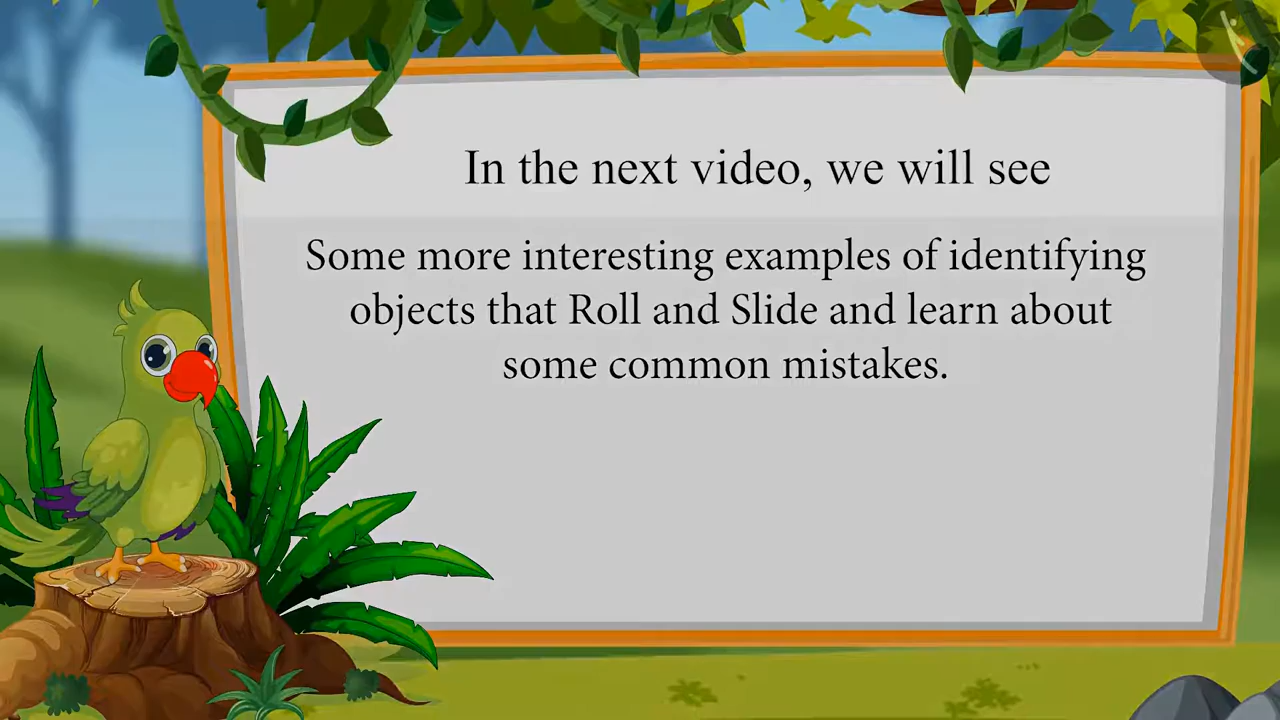 In the next video, we will see
Some more interesting examples of identifying
objects that Roll and Slide and learn about
some common mistakes.